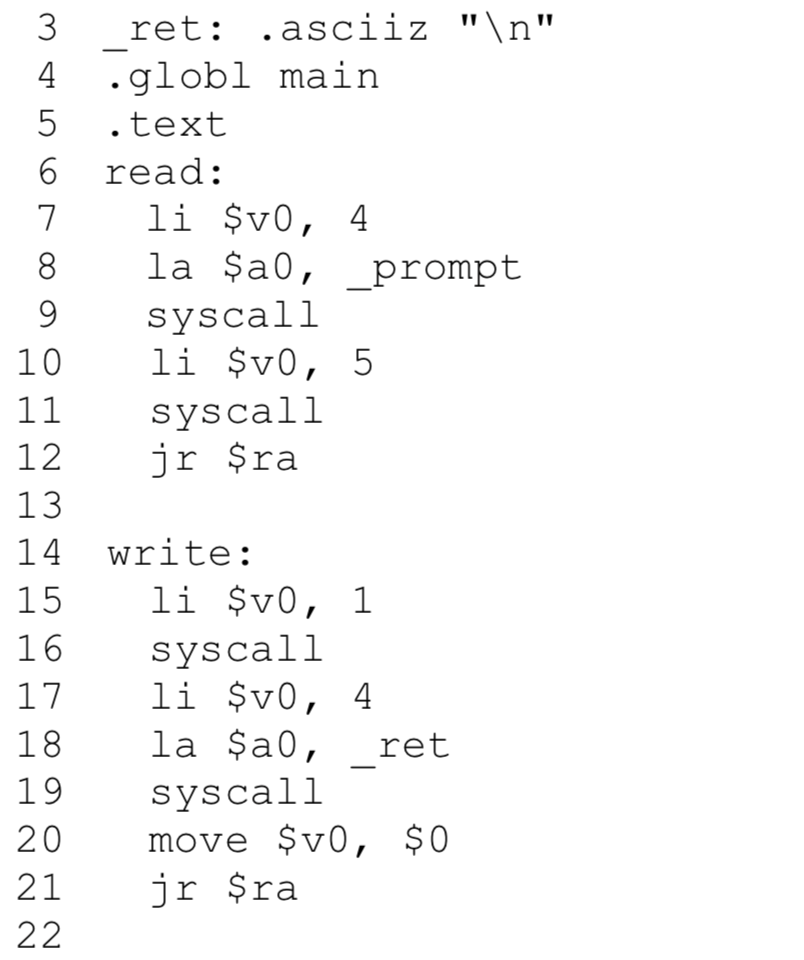 3 _ret: .asciiz "\n"
4 .globl main
5 .text
6 read:
7 li $v0, 4
8 la $a0, _prompt
9 syscall
10 li $v0, 5
11 syscall
12 jr $ra
13
14 write:
15 li $v0, 1
16 syscall
17 li $v0, 4
18 la $a0, _ret
19 syscall
20 move $v0, $0
21 jr $ra
22